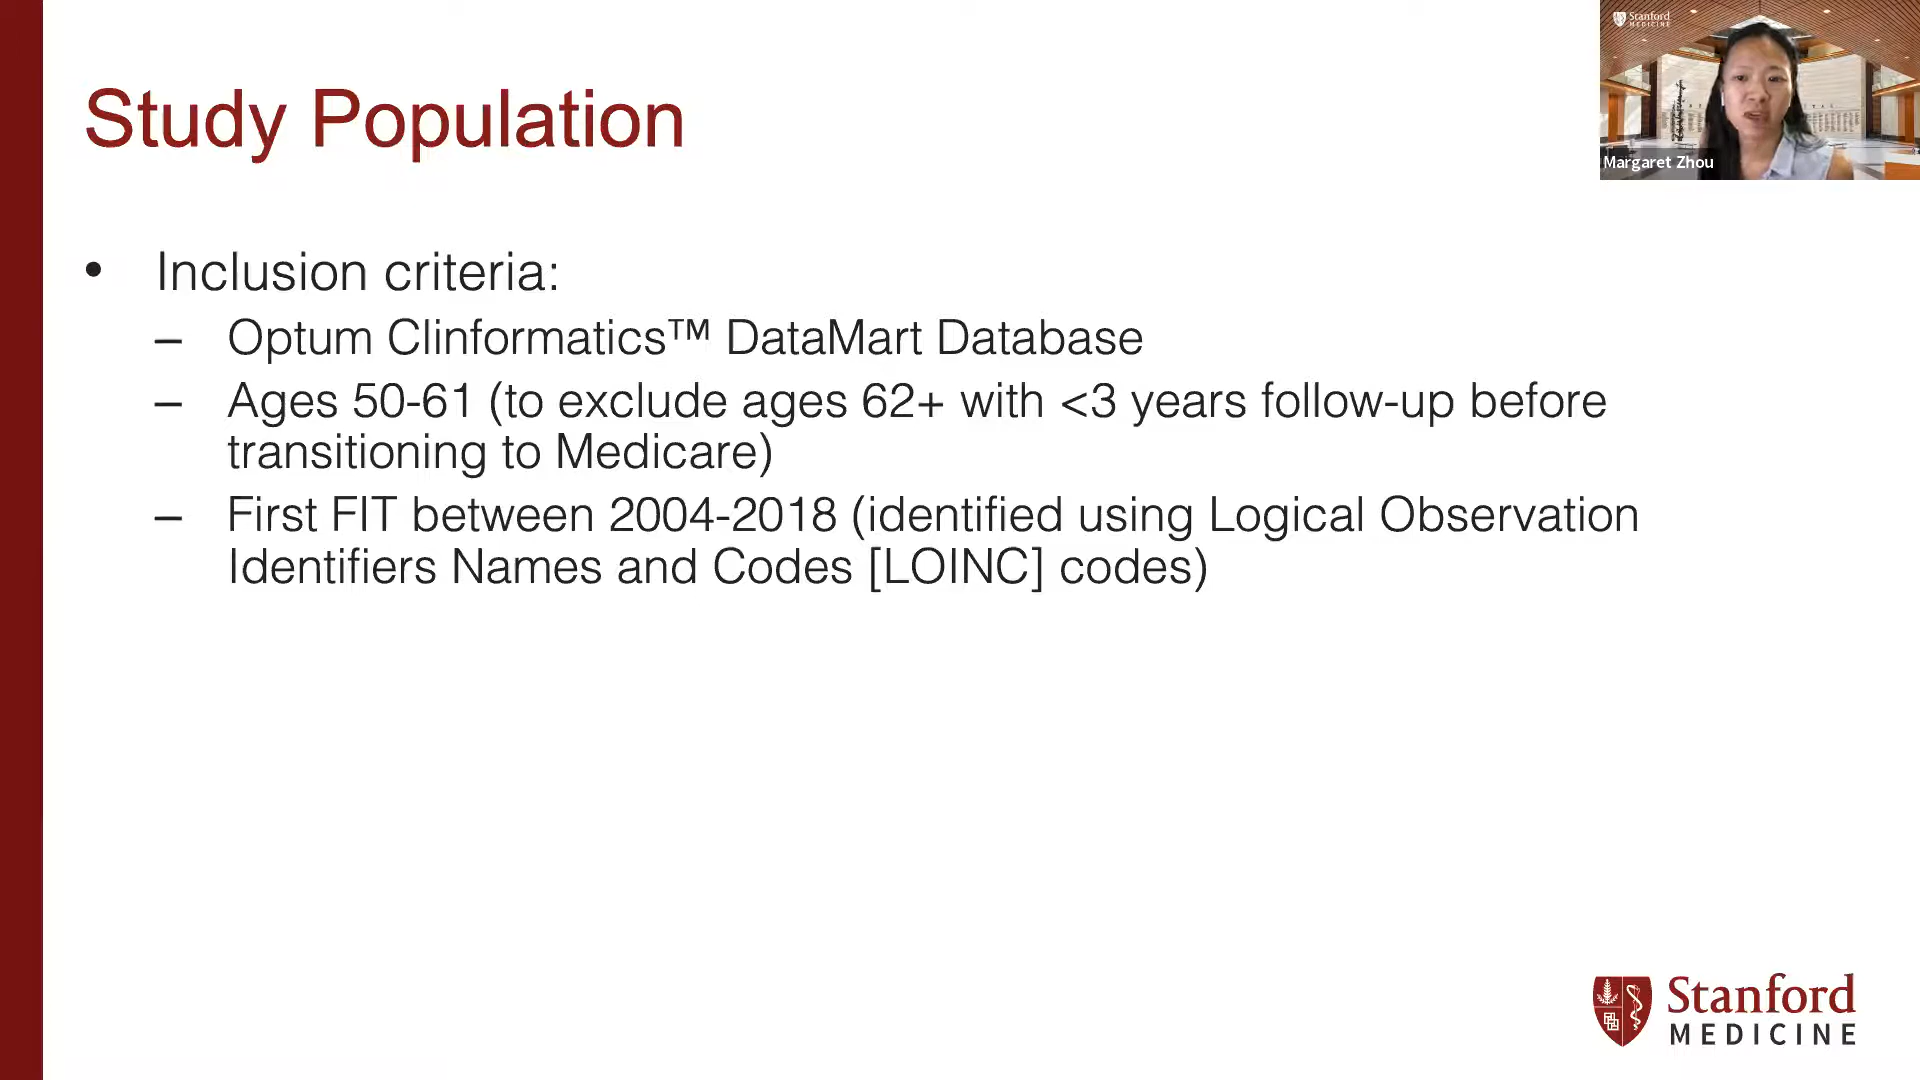 Stanford
MEDICINE
Study Population
Margaret Zhou
• Inclusion criteria:
– Optum Clinformatics™ DataMart Database
– Ages 50-61 (to exclude ages 62+ with <3 years follow-up before
transitioning to Medicare)
– First FIT between 2004-2018 (identified using Logical Observation
Identifiers Names and Codes [LOINC] codes)
Stanford
MEDICINE